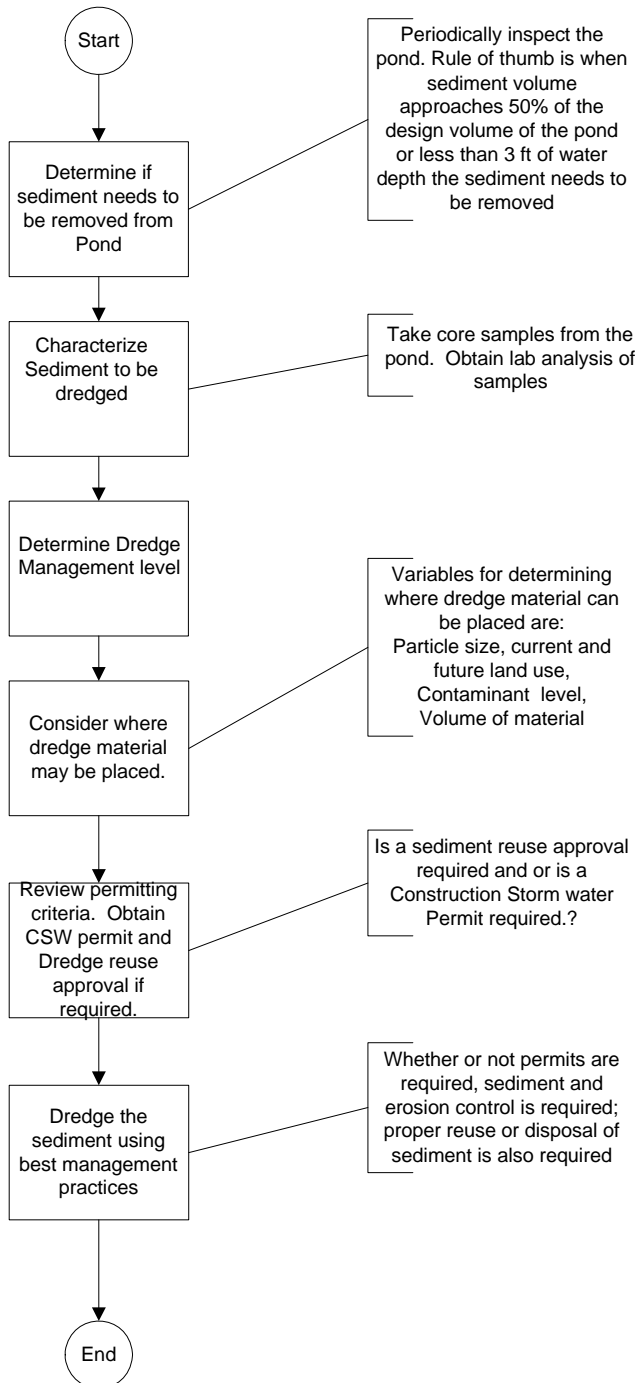 Start
Periodically inspect the
pond. Rule of thumb is when
sediment volume
approaches 50% of the
design volume of the pond
or less than 3 ft of water
depth the sediment needs to
be removed
Determine if
sediment needs to
be removed from
Pond
Characterize
Sediment to be
dredged
Take core samples from the
pond.  Obtain lab analysis of
samples
Determine Dredge
Management level
Variables for determining
where dredge material can
be placed are:
Particle size, current and
future land use,
Contaminant  level,
Volume of material
Consider where
dredge material
may be placed.
Is a sediment reuse approval
required and or is a
Construction Storm water
Permit required.?
Review permitting
criteria.  Obtain
CSW permit and
Dredge reuse
approval if
required.
Whether or not permits are
required, sediment and
erosion control is required;
proper reuse or disposal of
sediment is also required
Dredge the
sediment using
best management
practices
End